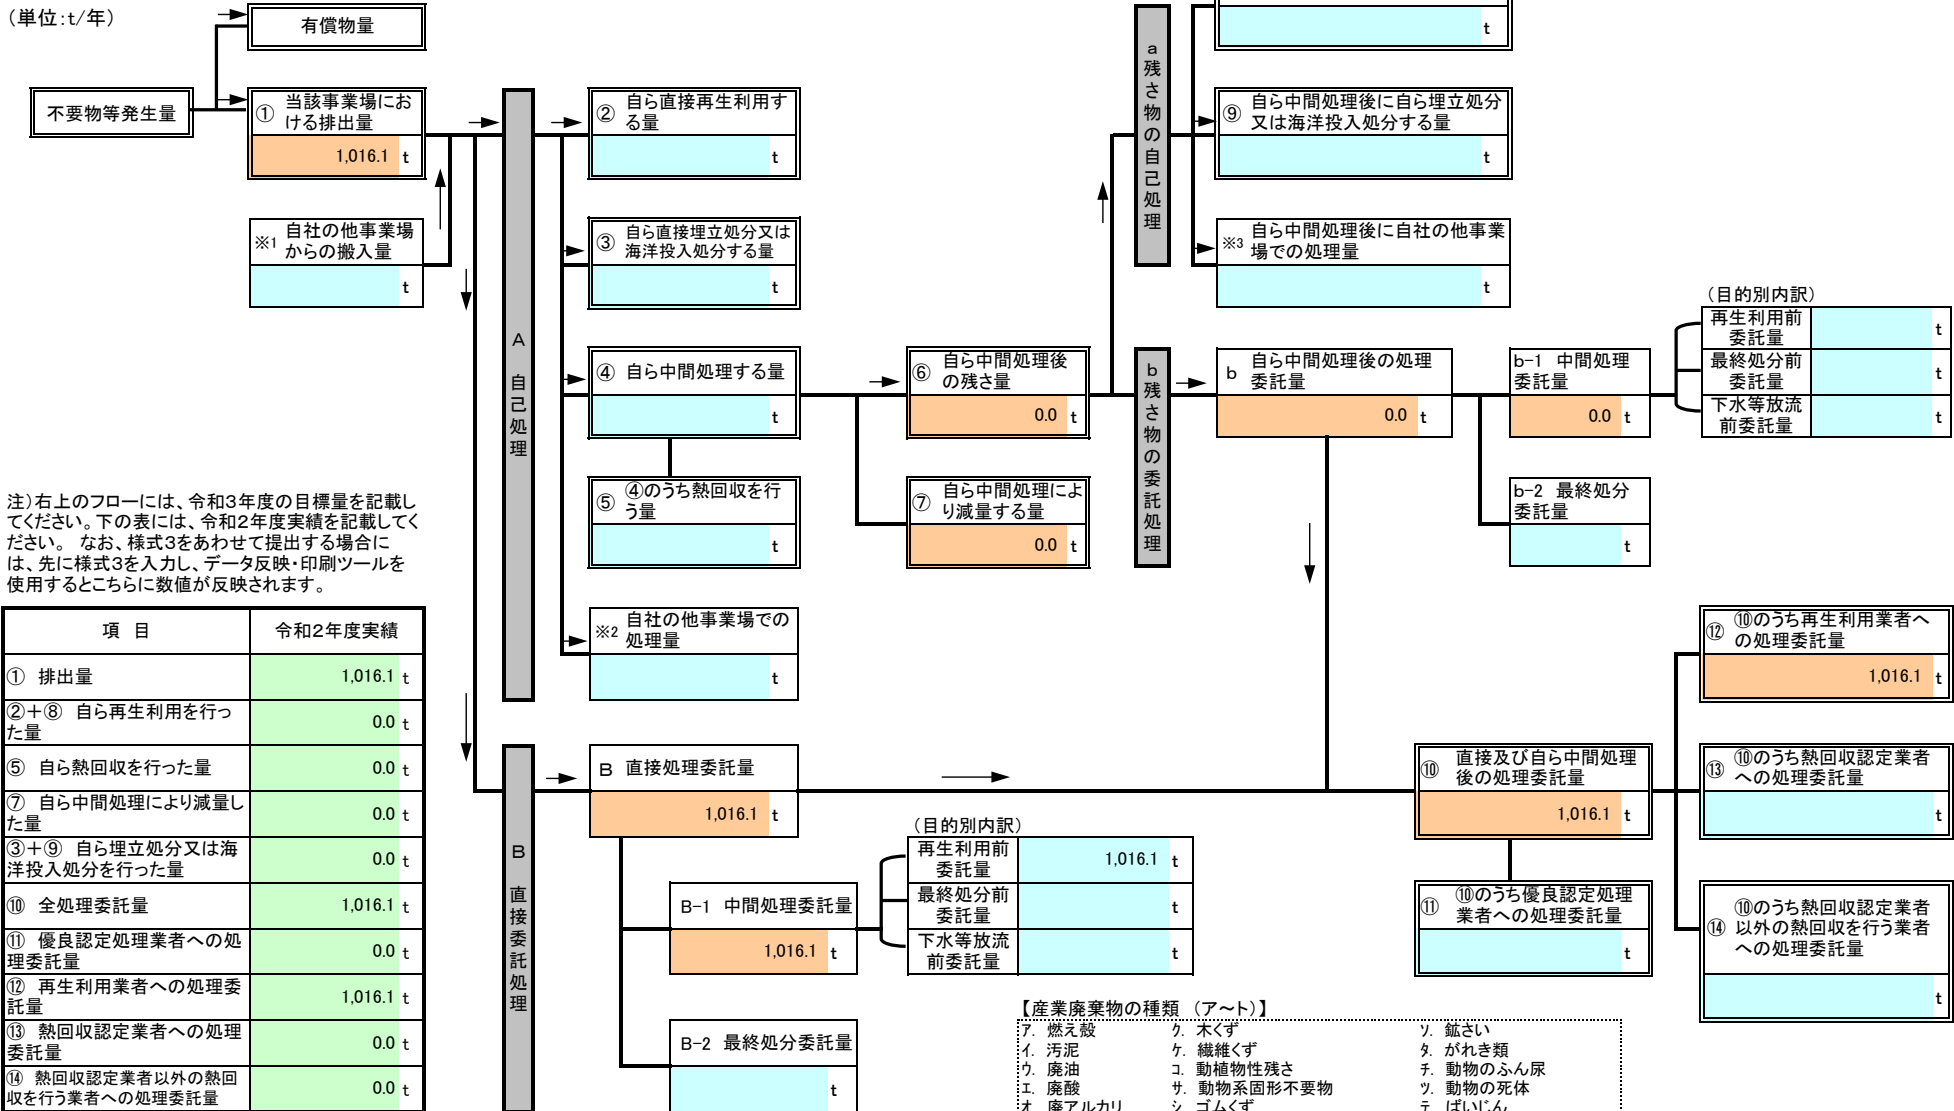 （単位：t/年）
有償物量
t
不要物等発生量
① 当該事業場にお
ける排出量
1,016.1 t
② 自ら直接再生利用す
る量
t
a
残さ物の自己処理
⑨ 自ら中間処理後に自ら埋立処分
又は海洋投入処分する量
t
※1 自社の他事業場
からの搬入量
t
③ 自ら直接埋立処分又は
海洋投入処分する量
t
※3 自ら中間処理後に自社の他事業
場での処理量
t
A
自己処理
④ 自ら中間処理する量
t
⑥ 自ら中間処理後
の残さ量
0.0 t
b
残さ物の委託処理
b 自ら中間処理後の処理
委託量
0.0 t
b-1 中間処理
委託量
0.0 t
（目的別内訳）
再生利用前
委託量
t
最終処分前
委託量
t
下水等放流
前委託量
t
⑤ ④のうち熱回収を行
う量
t
⑦ 自ら中間処理によ
り減量する量
0.0 t
b-2 最終処分
委託量
t
注）右上のフローには、令和3年度の目標量を記載し
てください。下の表には、令和2年度実績を記載してく
ださい。 なお、様式3をあわせて提出する場合に
は、先に様式3を入力し、データ反映・印刷ツールを
使用するとこちらに数値が反映されます。
※2 自社の他事業場での
処理量
t
項 目
令和2年度実績
① 排出量
1,016.1 t
②＋⑧ 自ら再生利用を行っ
た量
0.0 t
⑤ 自ら熱回収を行った量
0.0 t
⑦ 自ら中間処理により減量し
た量
0.0 t
③＋⑨ 自ら埋立処分又は海
洋投入処分を行った量
0.0 t
⑩ 全処理委託量
1,016.1 t
⑪ 優良認定処理業者への処
理委託量
0.0 t
⑫ 再生利用業者への処理委
託量
1,016.1 t
⑬ 熱回収認定業者への処理
委託量
0.0 t
⑭ 熱回収認定業者以外の熱回
収を行う業者への処理委託量
0.0 t
B
直接委託処理
B 直接処理委託量
1,016.1 t
B-1 中間処理委託量
1,016.1 t
（目的別内訳）
再生利用前
委託量
1,016.1 t
最終処分前
委託量
t
下水等放流
前委託量
t
B-2 最終処分委託量
t
⑩ 直接及び自ら中間処理
後の処理委託量
1,016.1 t
⑪ ⑩のうち優良認定処理
業者への処理委託量
t
⑫ ⑩のうち再生利用業者へ
の処理委託量
1,016.1 t
⑬ ⑩のうち熱回収認定業者
への処理委託量
t
⑭ ⑩のうち熱回収認定業者
以外の熱回収を行う業者
への処理委託量
t
【産業廃棄物の種類 （ア～ト）】
ｱ. 燃え殻 ｸ. 木くず ｿ. 鉱さい
ｲ. 汚泥 ｹ. 繊維くず ﾀ. がれき類
ｳ. 廃油 ｺ. 動植物性残さ ﾁ. 動物のふん尿
ｴ. 廃酸 ｻ. 動物系固形不要物 ﾂ. 動物の死体
ｵ. 廃アルカリ ｼ. ゴムくず ﾃ. ばいじん